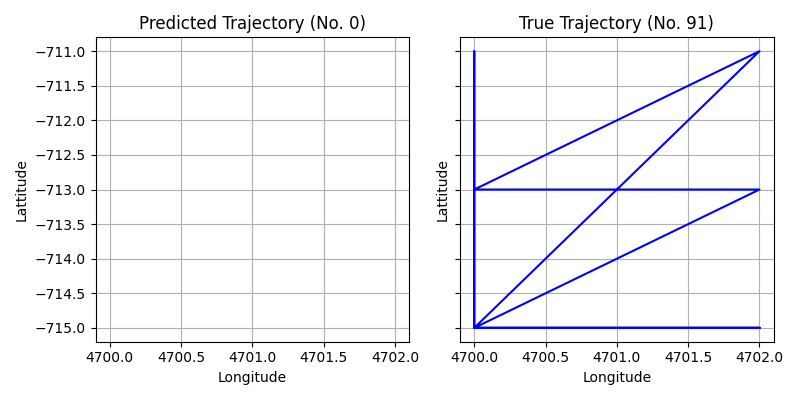 Predicted Trajectory (No. 0)
True Trajectory (No. 91)
−711.0
−711.5
−712.0
−712.5
−713.0
−713.5
−714.0
−714.5
−715.0
Lattitude
4700.0 4700.5 4701.0 4701.5 4702.0
Longitude
Lattitude
4700.0 4700.5 4701.0 4701.5 4702.0
Longitude